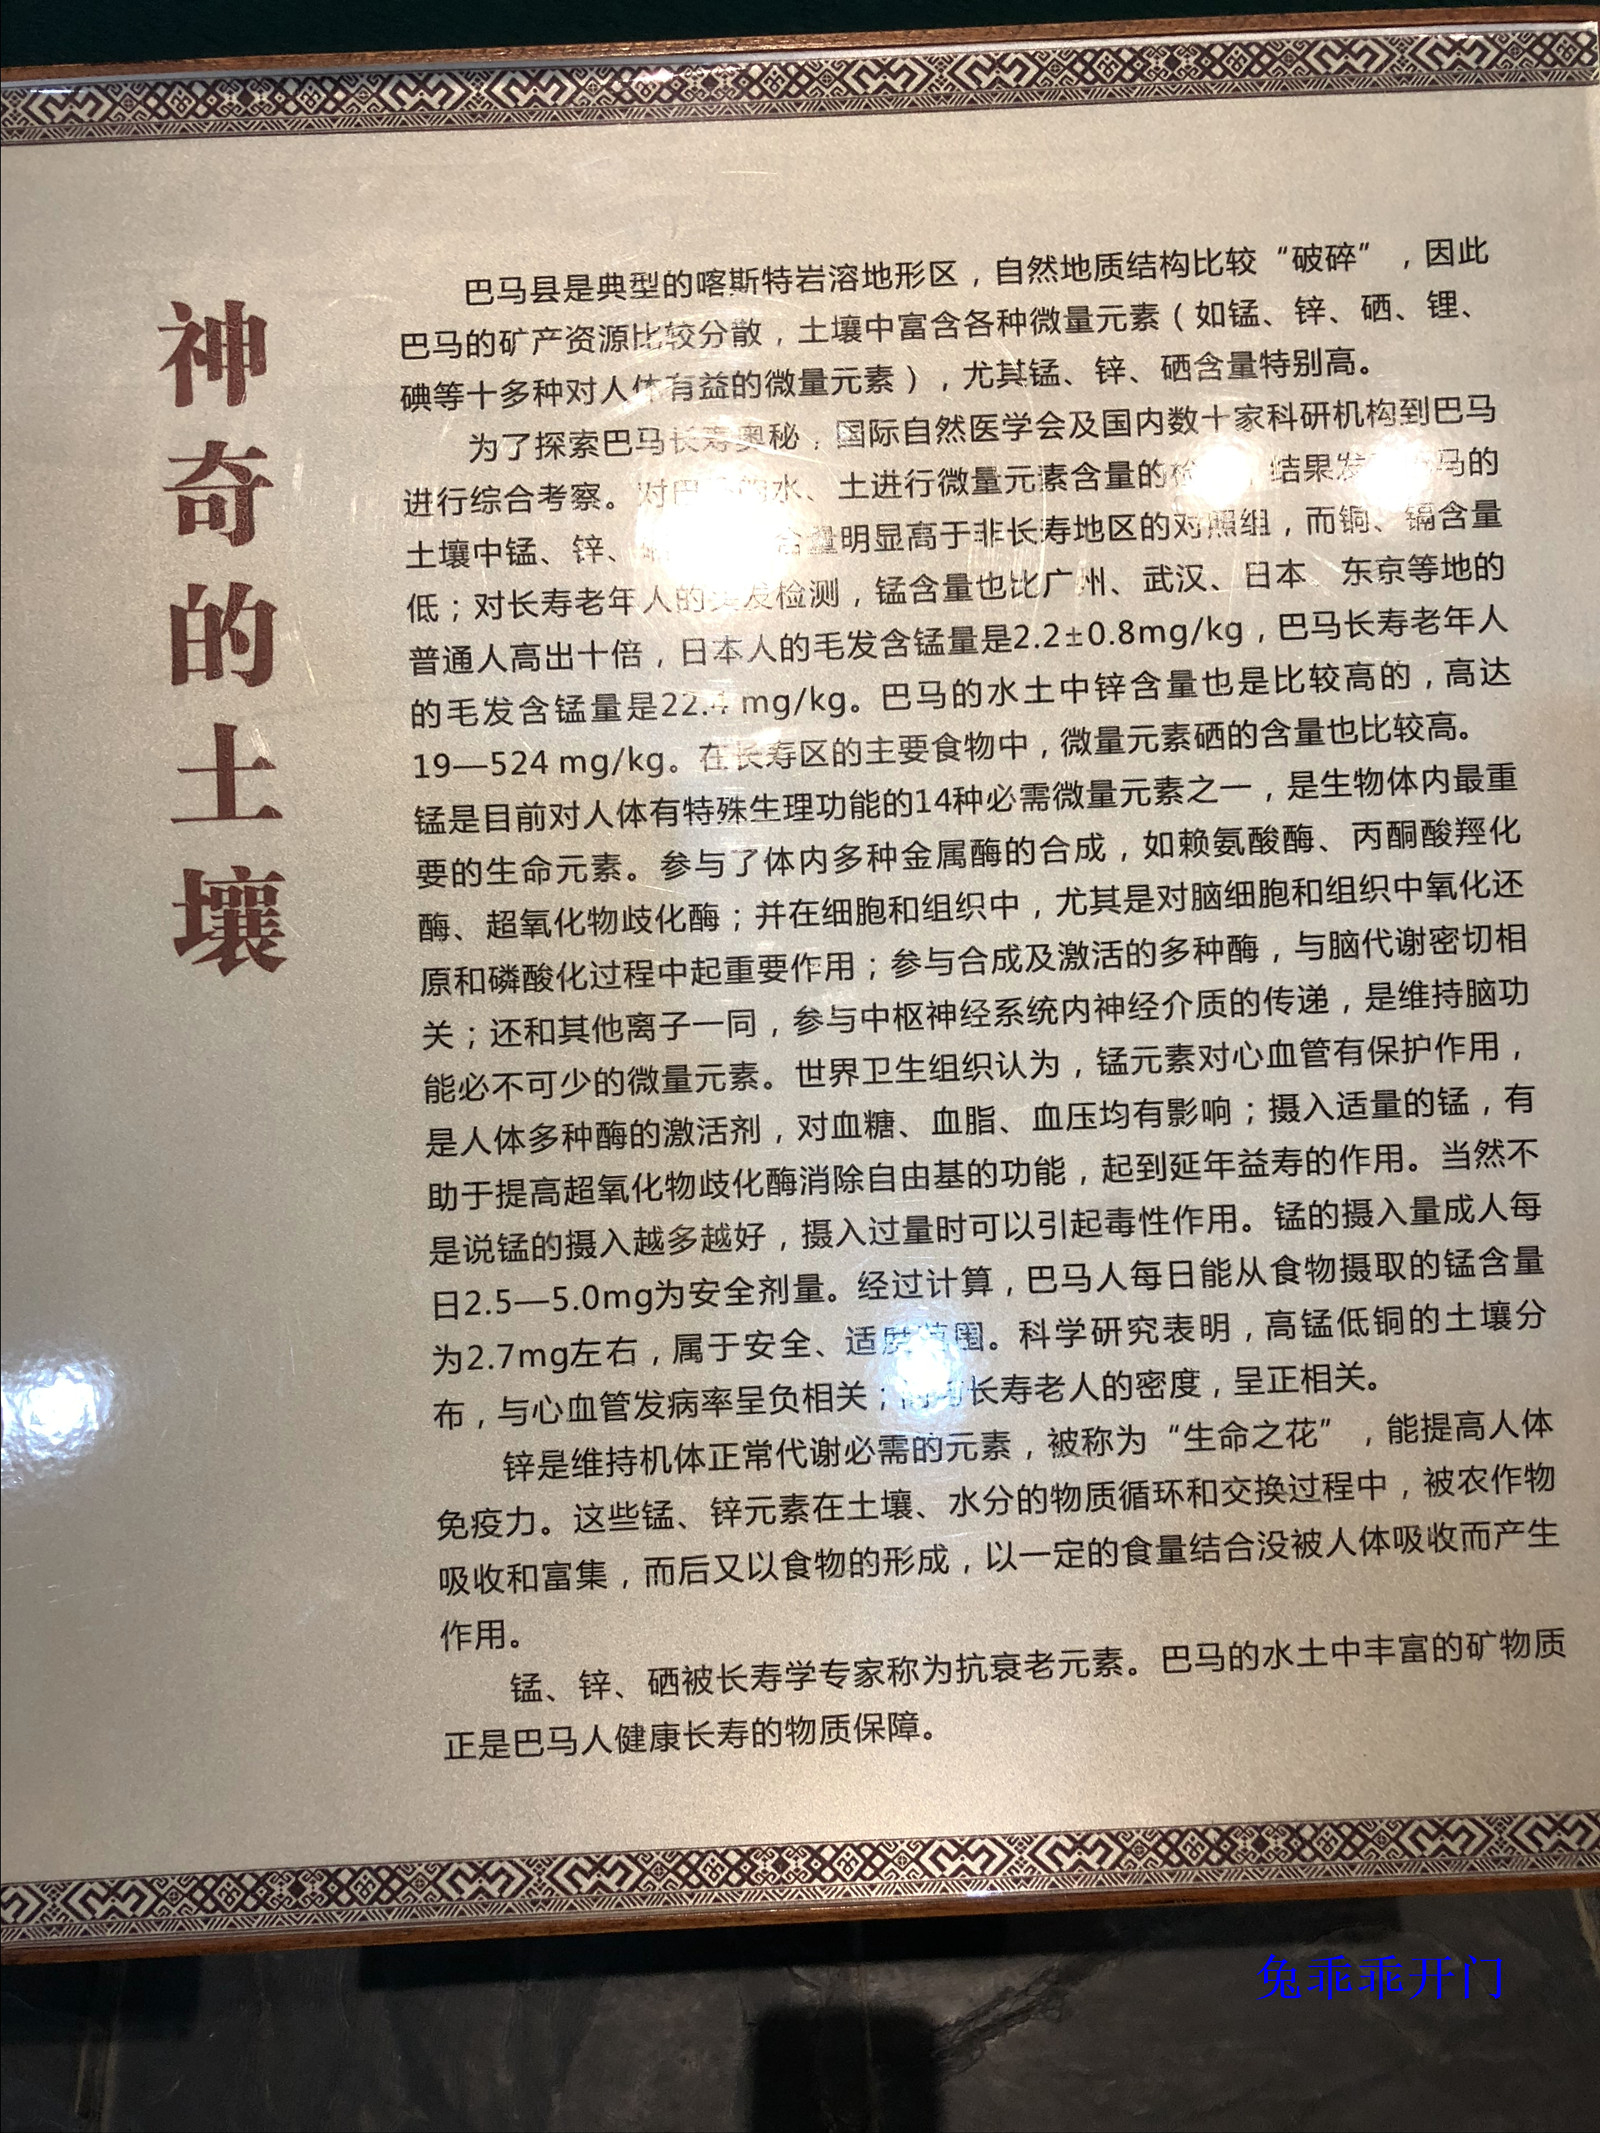 神奇的土壤
巴马县是典型的喀斯特岩溶地形区，自然地质结构比较“破碎”，因此
巴马的矿产资源比较分散，土壤中富含各种微量元素（如锰、锌、硒、锂、
碘等十多种对人体有益的微量元素），尤其锰、锌、硒含量特别高。
为了探索巴马长寿奥秘，国际自然医学会及国内数十家科研机构到巴马
进行综合考察。对巴 水、土进行微量元素含量的检 结果发 马的
土壤中锰、锌、 含量明显高于非长寿地区的对照组，而铜、镉含量
低；对长寿老年人的头发检测，锰含量也比广州、武汉、日本、东京等地的
普通人高出十倍，日本人的毛发含锰量是2.2±0.8mg/kg，巴马长寿老年人
的毛发含锰量是22.4 mg/kg。巴马的水土中锌含量也是比较高的，高达
19—524 mg/kg。在长寿区的主要食物中，微量元素硒的含量也比较高。
锰是目前对人体有特殊生理功能的14种必需微量元素之一，是生物体内最重
要的生命元素。参与了体内多种金属酶的合成，如赖氨酸酶、丙酮酸羟化
酶、超氧化物歧化酶；并在细胞和组织中，尤其是对脑细胞和组织中氧化还
原和磷酸化过程中起重要作用；参与合成及激活的多种酶，与脑代谢密切相
关；还和其他离子一同，参与中枢神经系统内神经介质的传递，是维持脑功
能必不可少的微量元素。世界卫生组织认为，锰元素对心血管有保护作用，
是人体多种酶的激活剂，对血糖、血脂、血压均有影响；摄入适量的锰，有
助于提高超氧化物歧化酶消除自由基的功能，起到延年益寿的作用。当然不
是说锰的摄入越多越好，摄入过量时可以引起毒性作用。锰的摄入量成人每
日2.5—5.0mg为安全剂量。经过计算，巴马人每日能从食物摄取的锰含量
为2.7mg左右，属于安全、适度范围。科学研究表明，高锰低铜的土壤分
布，与心血管发病率呈负相关； 长寿老人的密度，呈正相关。
锌是维持机体正常代谢必需的元素，被称为“生命之花”，能提高人体
免疫力。这些锰、锌元素在土壤、水分的物质循环和交换过程中，被农作物
吸收和富集，而后又以食物的形成，以一定的食量结合没被人体吸收而产生
作用。
锰、锌、硒被长寿学专家称为抗衰老元素。巴马的水土中丰富的矿物质
正是巴马人健康长寿的物质保障。
兔乖乖开门